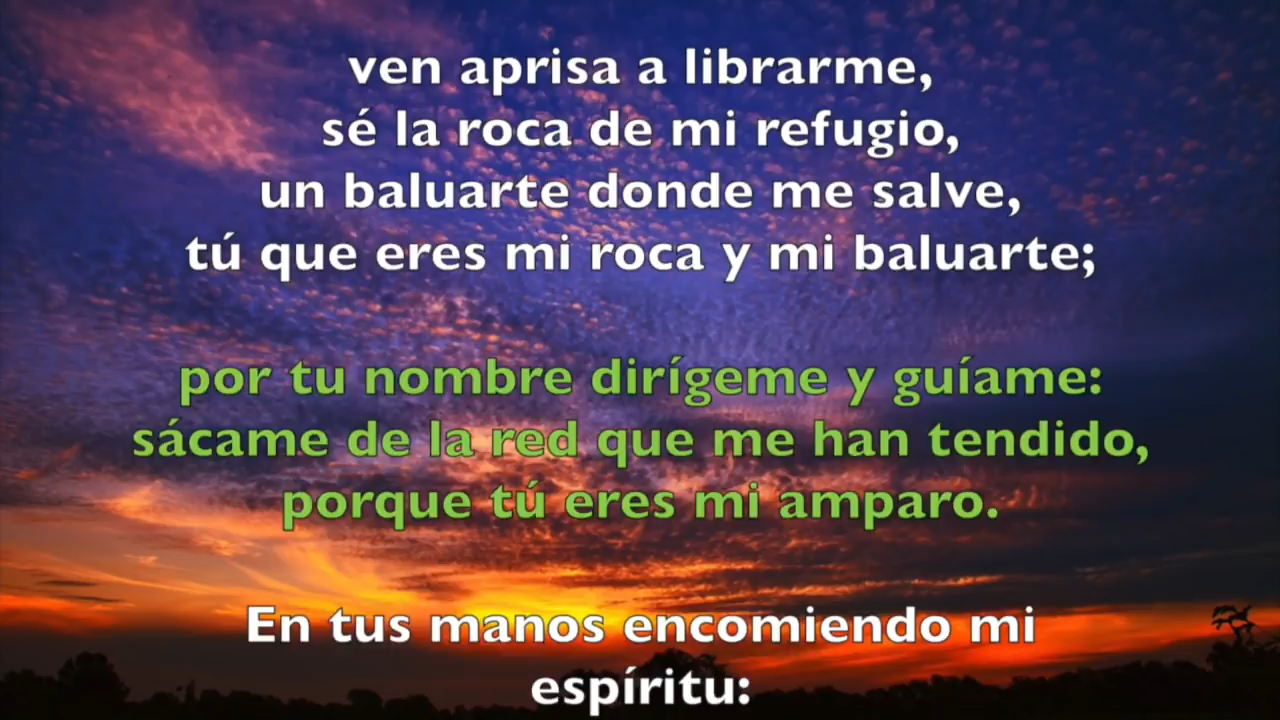 ven aprisa a librarme,
sé la roca de mi refugio,
un baluarte donde me salve,
tú que eres mi roca y mi baluarte;
por tu nombre dirígeme y guíame:
sácame de la red que me han tendido,
porque tú eres mi amparo.
En tus manos encomiendo mi
espíritu: